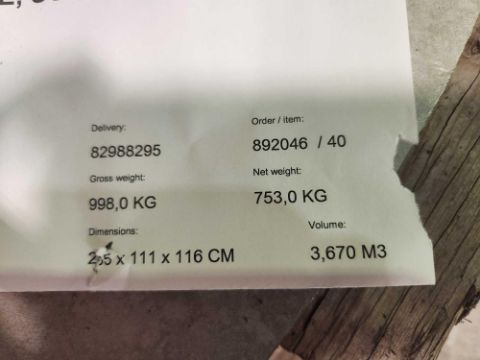 Delivery:
Order / item:
82988295
892046 / 40
Gross weight:
Net weight:
998,0 KG
753,0 KG
Dimensions:
Volume:
x 111 x 116 CM
3,670 M3